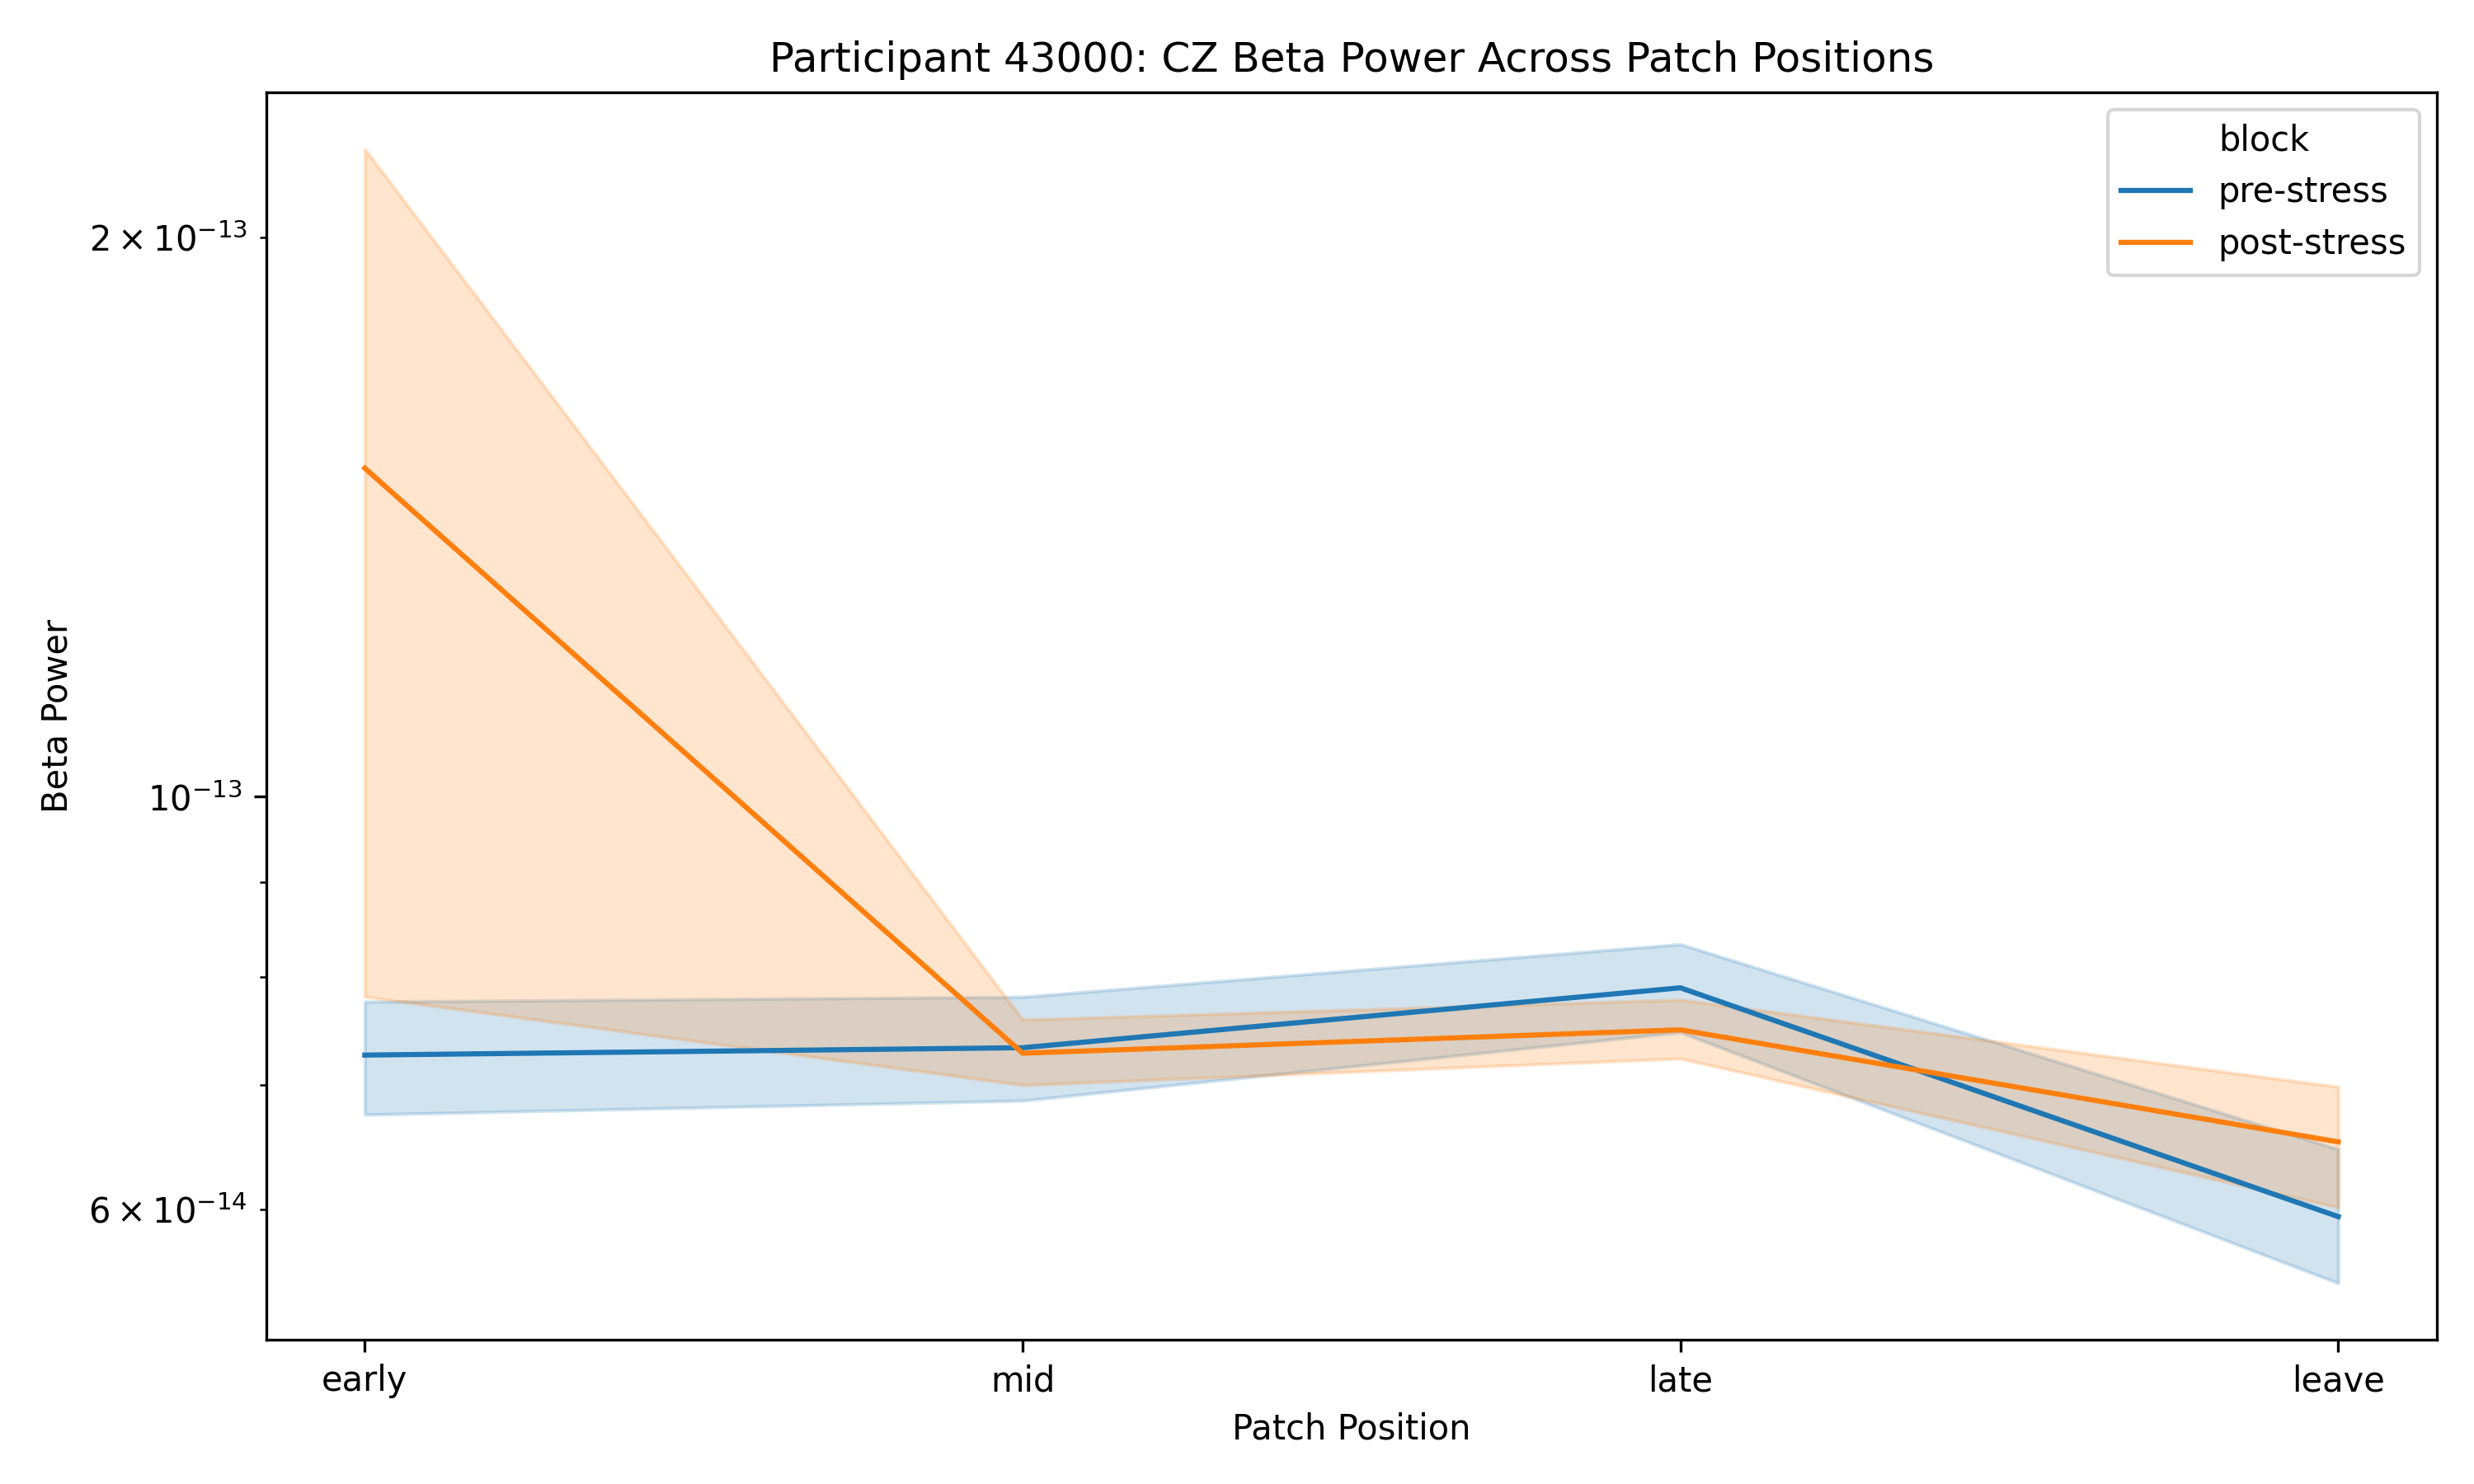 Participant 43000: CZ Beta Power Across Patch Positions
block
pre-stress
post-stress
2 × 10⁻¹³
10⁻¹³
6 × 10⁻¹⁴
Beta Power
early mid late leave
Patch Position